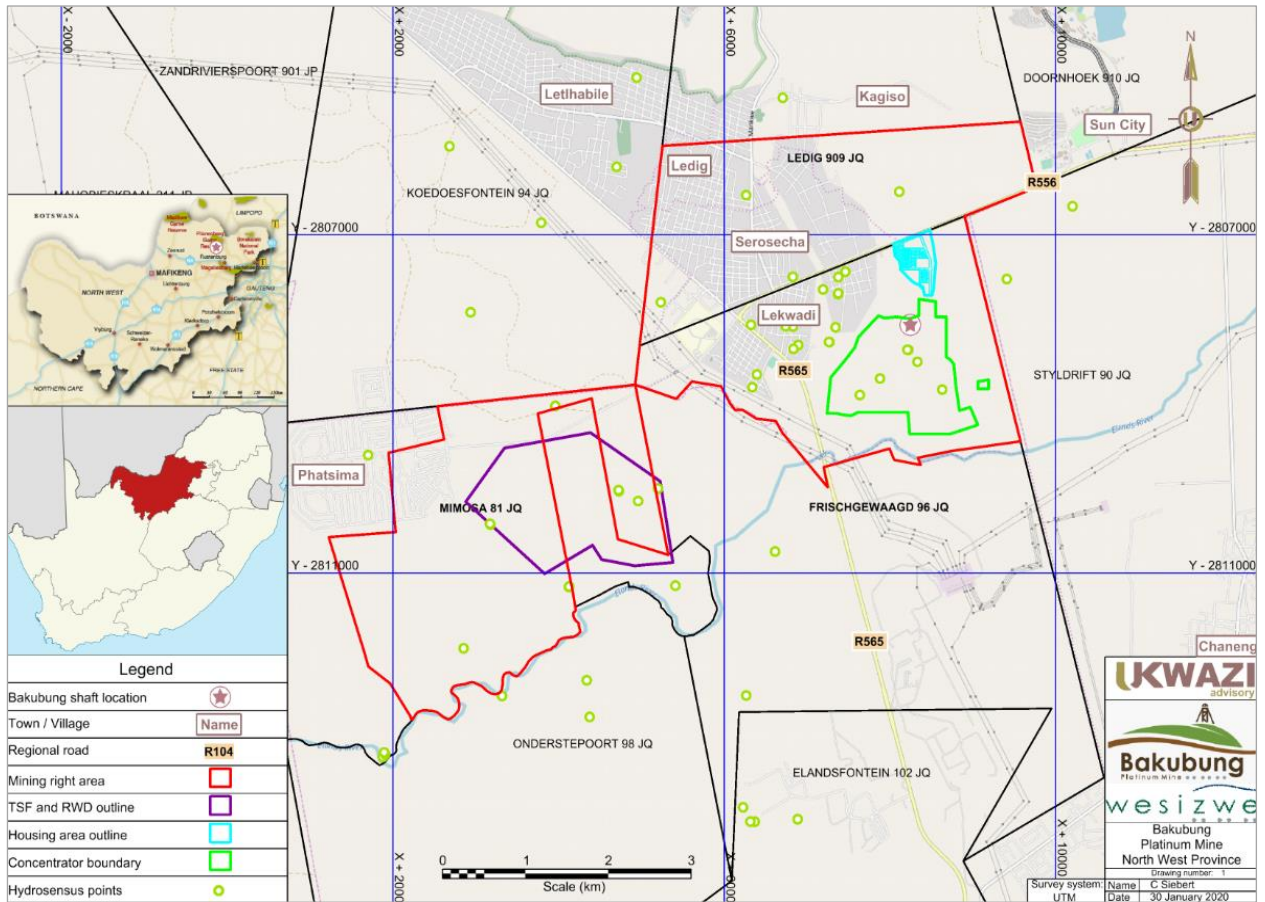 X - 2000
X + 2000
X + 6000
X + 10000
N
ZANDRIVIERSPOORT 901 JP
Letlhabile
Kagiso
DOORNHOEK 910 JQ
Sun City
Ledig
LEDIG 909 JQ
R556
KOEDOESFONTEIN 94 JQ
Y - 2807000
Serosecha
Lekwadi
R565
STYLDRIFT 90 JQ
Elands River
Phatsima
MIMOSA 81 JQ
FRISCHGEWAAGD 96 JQ
Y - 2811000
R565
Chaneng
ONDERSTEPOORT 98 JQ
ELANDSFONTEIN 102 JQ
X + 2000
X + 10000
0 1 2 3
Scale (km)
BOTSWANA
LIMPOPO
MAFIKENG
NORTH WEST
GAUTENG
Vryburg
FREE STATE
NORTHERN CAPE
Legend
Bakubung shaft location
Town / Village
Name
Regional road
R104
Mining right area
TSF and RWD outline
Housing area outline
Concentrator boundary
Hydrosensus points
UKWAZI
advisory
Bakubung
Platinum Mine
wesizwe
Bakubung
Platinum Mine
North West Province
Drawing number: 1
Survey system:
UTM
Name C Siebert
Date 30 January 2020